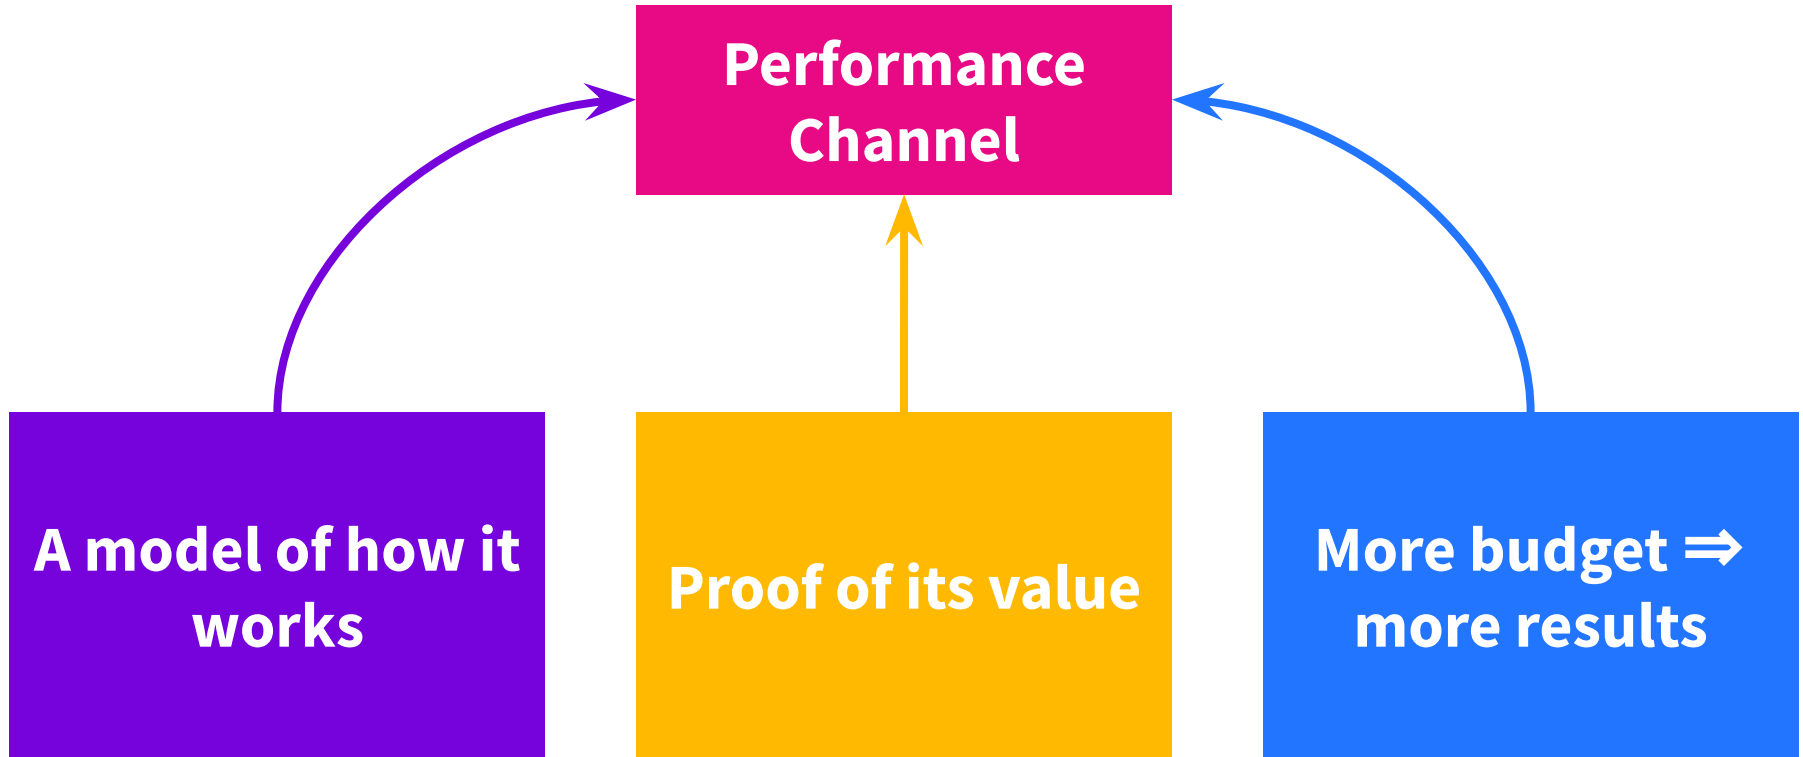 Performance
Channel
A model of how it
works
Proof of its value
More budget ⇒
more results